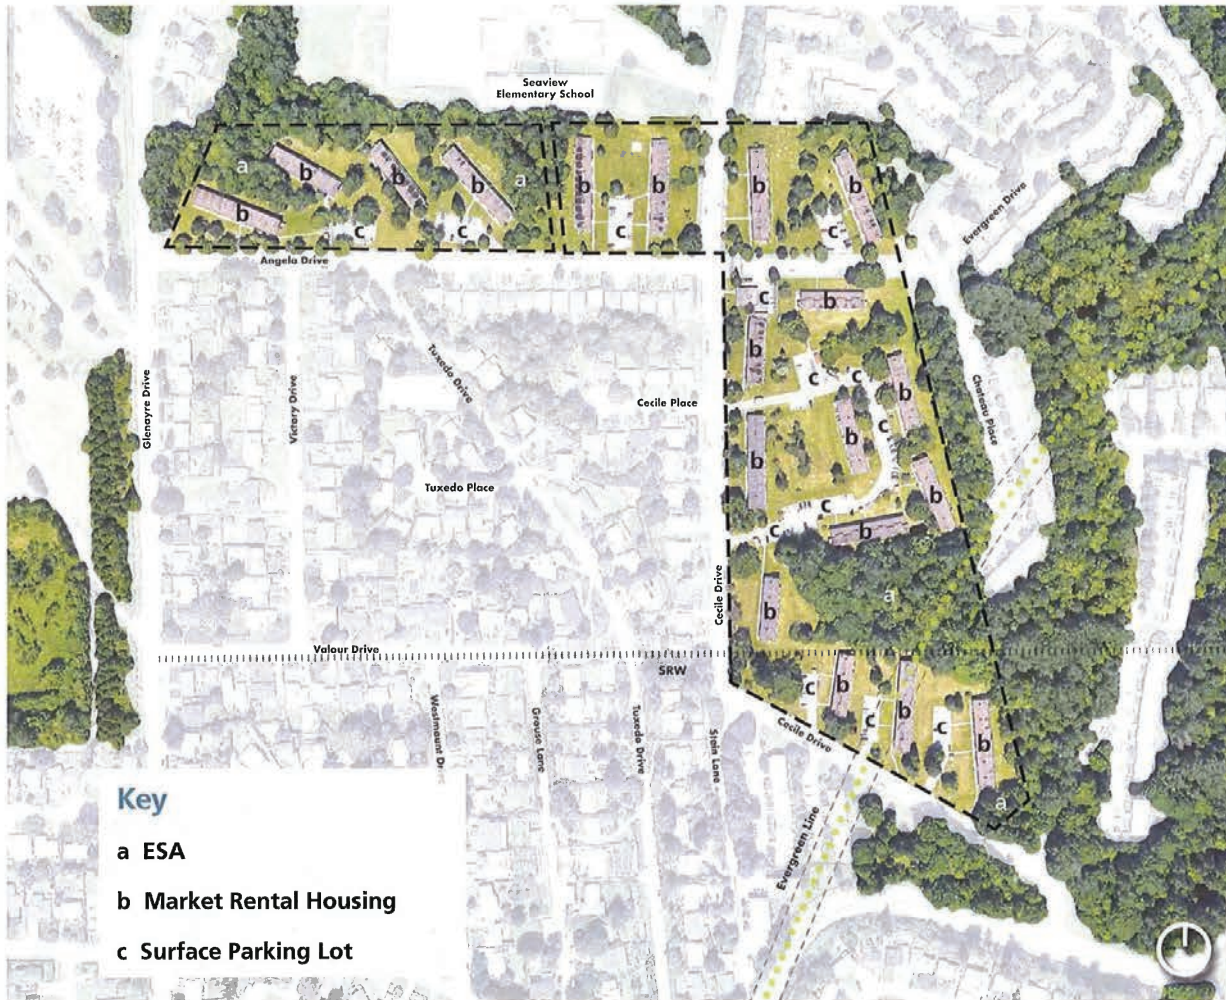 Seaview
Elementary School
a
b
b
b
a
b
b
b
b
b
c
c
c
c
Angela Drive
Evergreen Drive
c
b
b
Tuxedo Drive
c
c
b
Glenayre Drive
Victory Drive
Cecile Place
Chateau Place
c
b
b
Tuxedo Place
b
c
c
b
Cecile Drive
a
b
Valour Drive
SRW
c
b
b
c
c
b
Westmount Drive
Grouse Lane
Tuxedo Drive
Stein Lane
Cecile Drive
a
Evergreen Line
Key
a ESA
b Market Rental Housing
c Surface Parking Lot